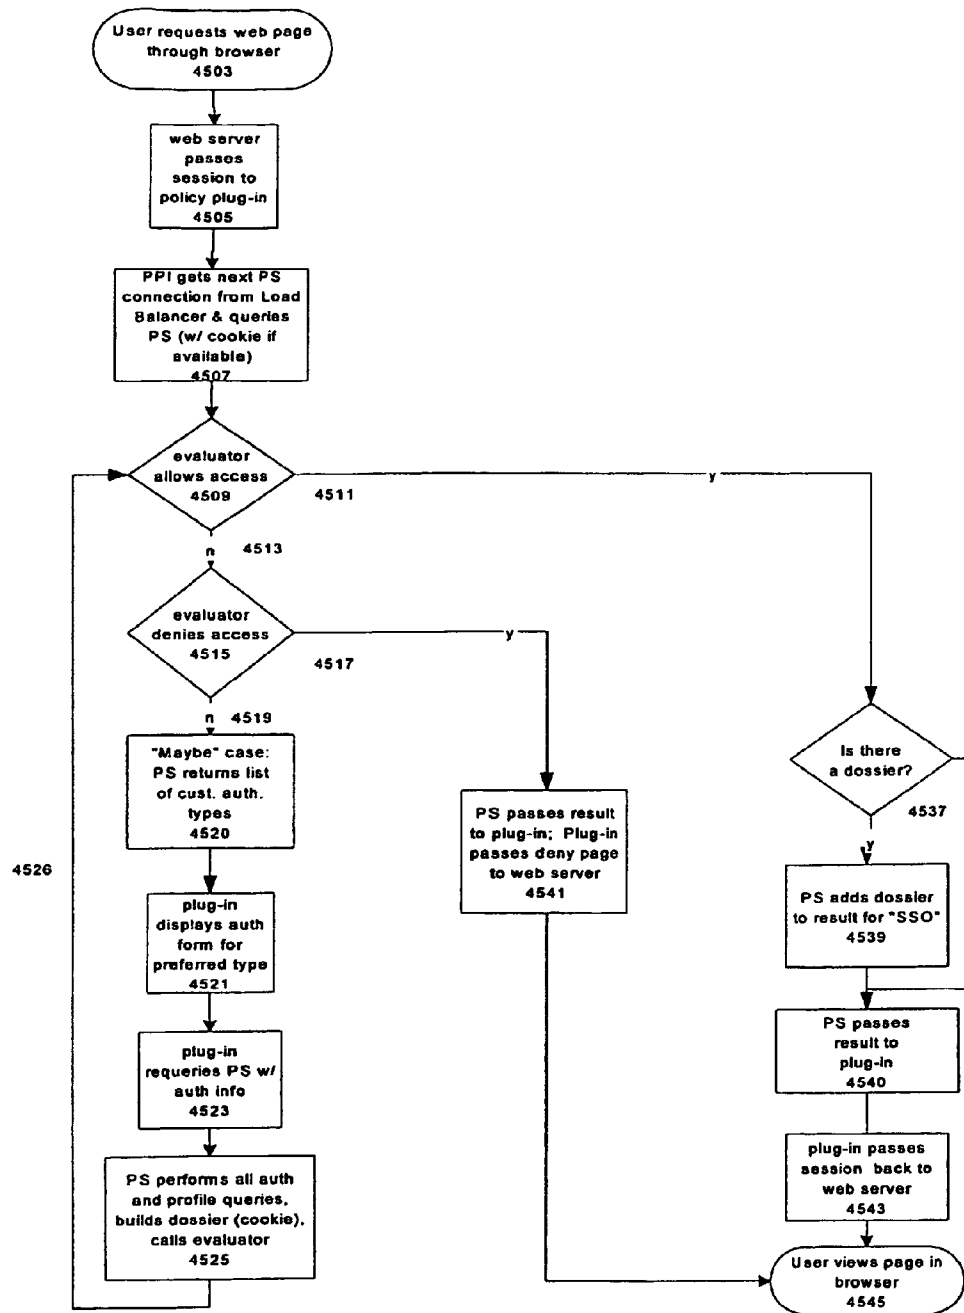 User requests web page
through browser
4503
web server
passes
session to
policy plug-in
4505
PPI gets next PS
connection from Load
Balancer & queries
PS (w/ cookie if
available)
4507
evaluator
allows access
4509
4511
y
n
4513
evaluator
denies access
4515
4517
y
n
4519
"Maybe" case:
PS returns list
of cust. auth.
types
4520
4526
plug-in
displays auth
form for
preferred type
4521
plug-in
requeries PS w/
auth info
4523
PS performs all auth
and profile queries,
builds dossier (cookie),
calls evaluator
4525
PS passes result
to plug-in; Plug-in
passes deny page
to web server
4541
Is there
a dossier?
4537
y
PS adds dossier
to result for "SSO"
4539
PS passes
result to
plug-in
4540
plug-in passes
session back to
web server
4543
User views page in
browser
4545